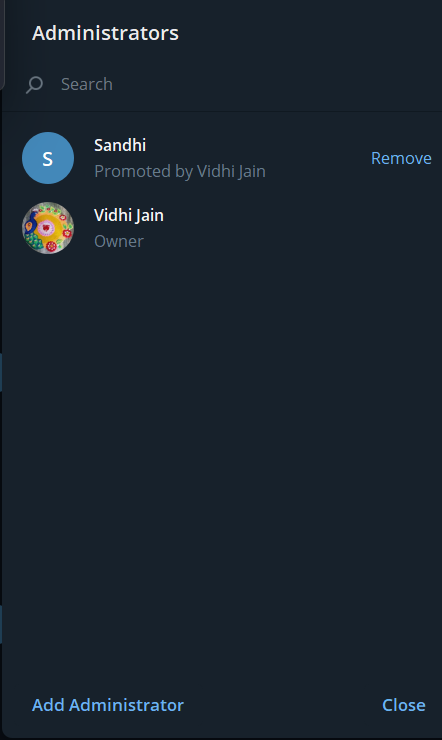 Administrators
Search
S
Sandhi
Promoted by Vidhi Jain
Remove
Vidhi Jain
Owner
Add Administrator
Close